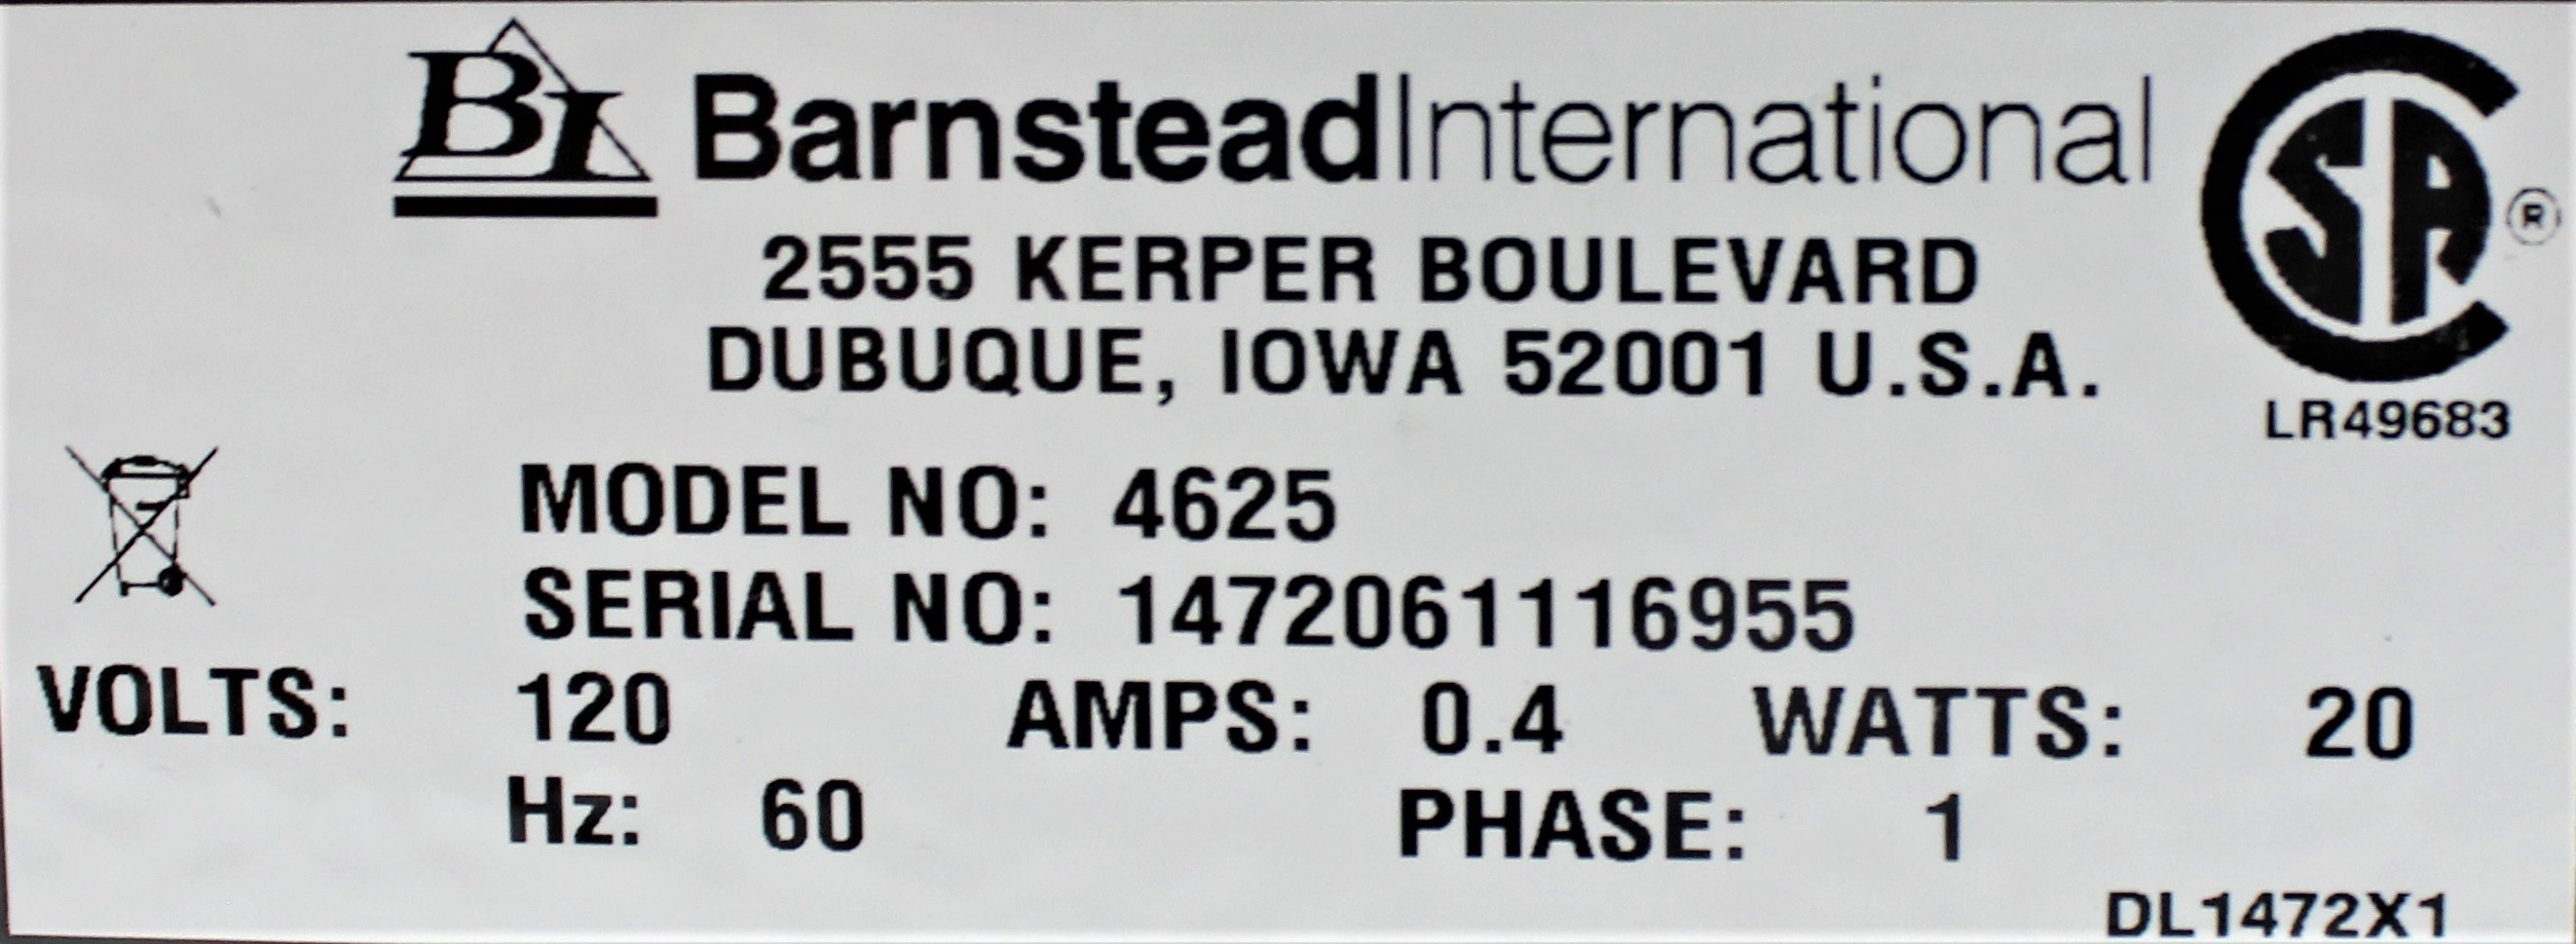 BI BarnsteadInternational
2555 KERPER BOULEVARD
DUBUQUE, IOWA 52001 U.S.A.
SA ®
LR49683
MODEL NO: 4625
SERIAL NO: 1472061116955
VOLTS: 120 AMPS: 0.4 WATTS: 20
Hz: 60 PHASE: 1
DL1472X1